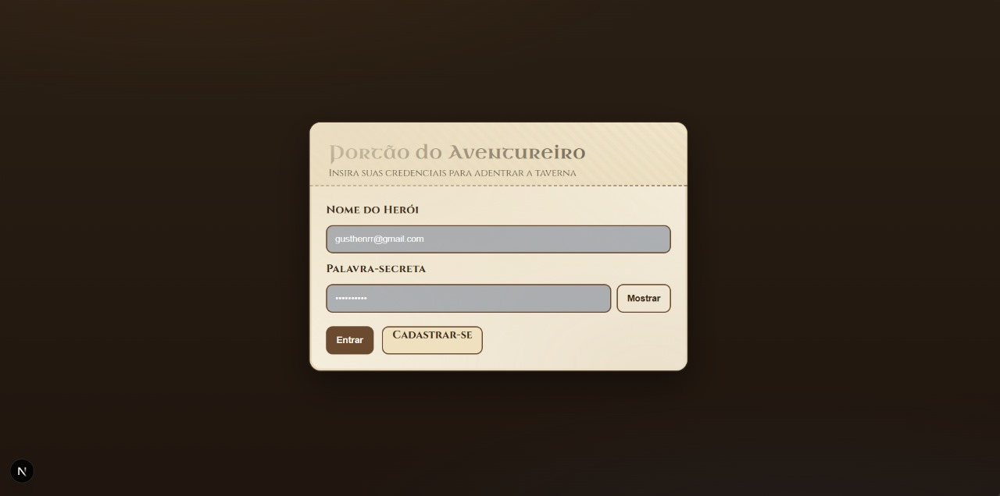 Portão do Aventureiro
Insira suas credenciais para adentrar a taverna
Nome do Herói
gusthenrr@gmail.com
Palavra-secreta
••••••••••
Mostrar
Entrar
Cadastrar-se
N